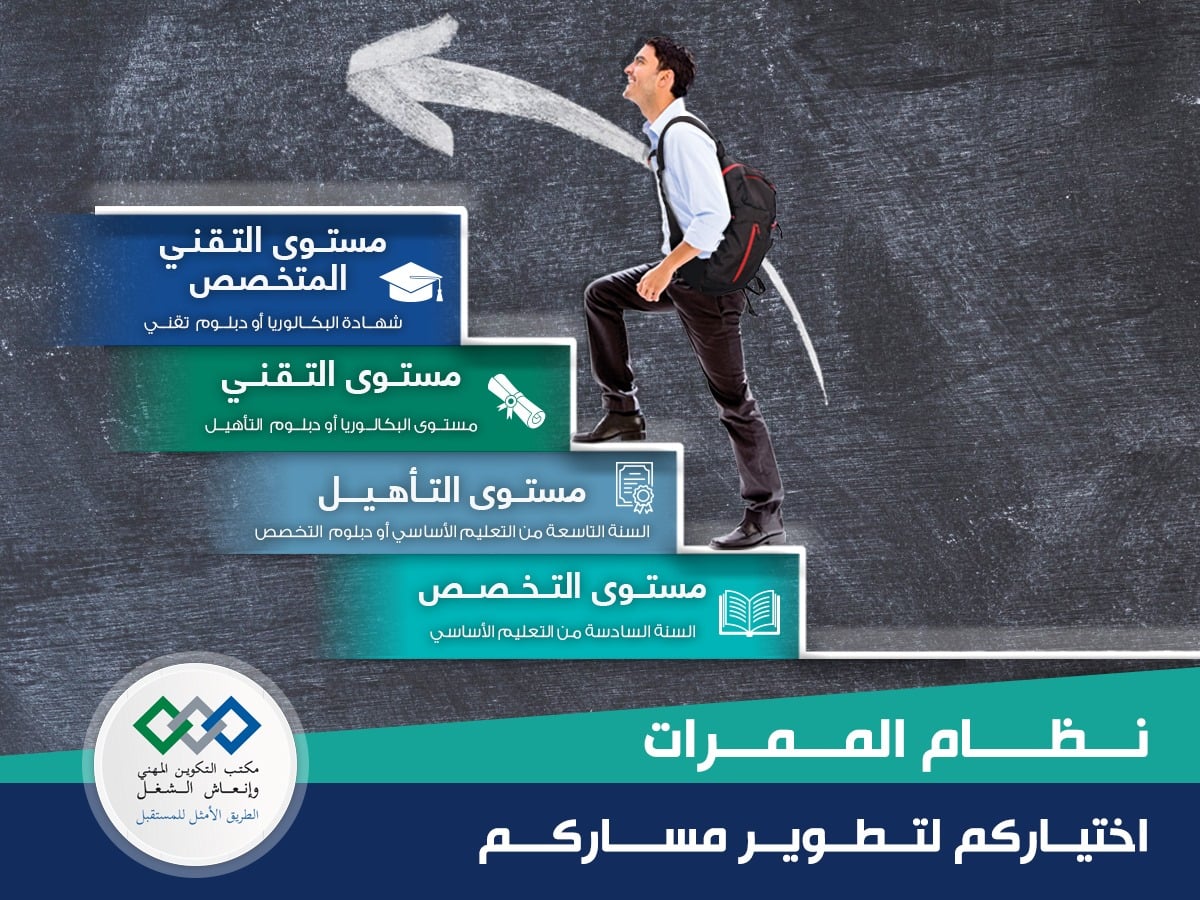 مستوى التقني
المتخصص
شهادة البكالوريا أو دبلوم تقني
مستوى التقني
مستوى البكالوريا أو دبلوم التأهيل
مستوى التأهيل
السنة التاسعة من التعليم الأساسي أو دبلوم التخصص
مستوى التخصص
السنة السادسة من التعليم الأساسي
نظام الممرات
اختياركم لتطوير مساركم
مكتب التكوين المهني
وإنعاش الشغل
الطريق الأمثل للمستقبل